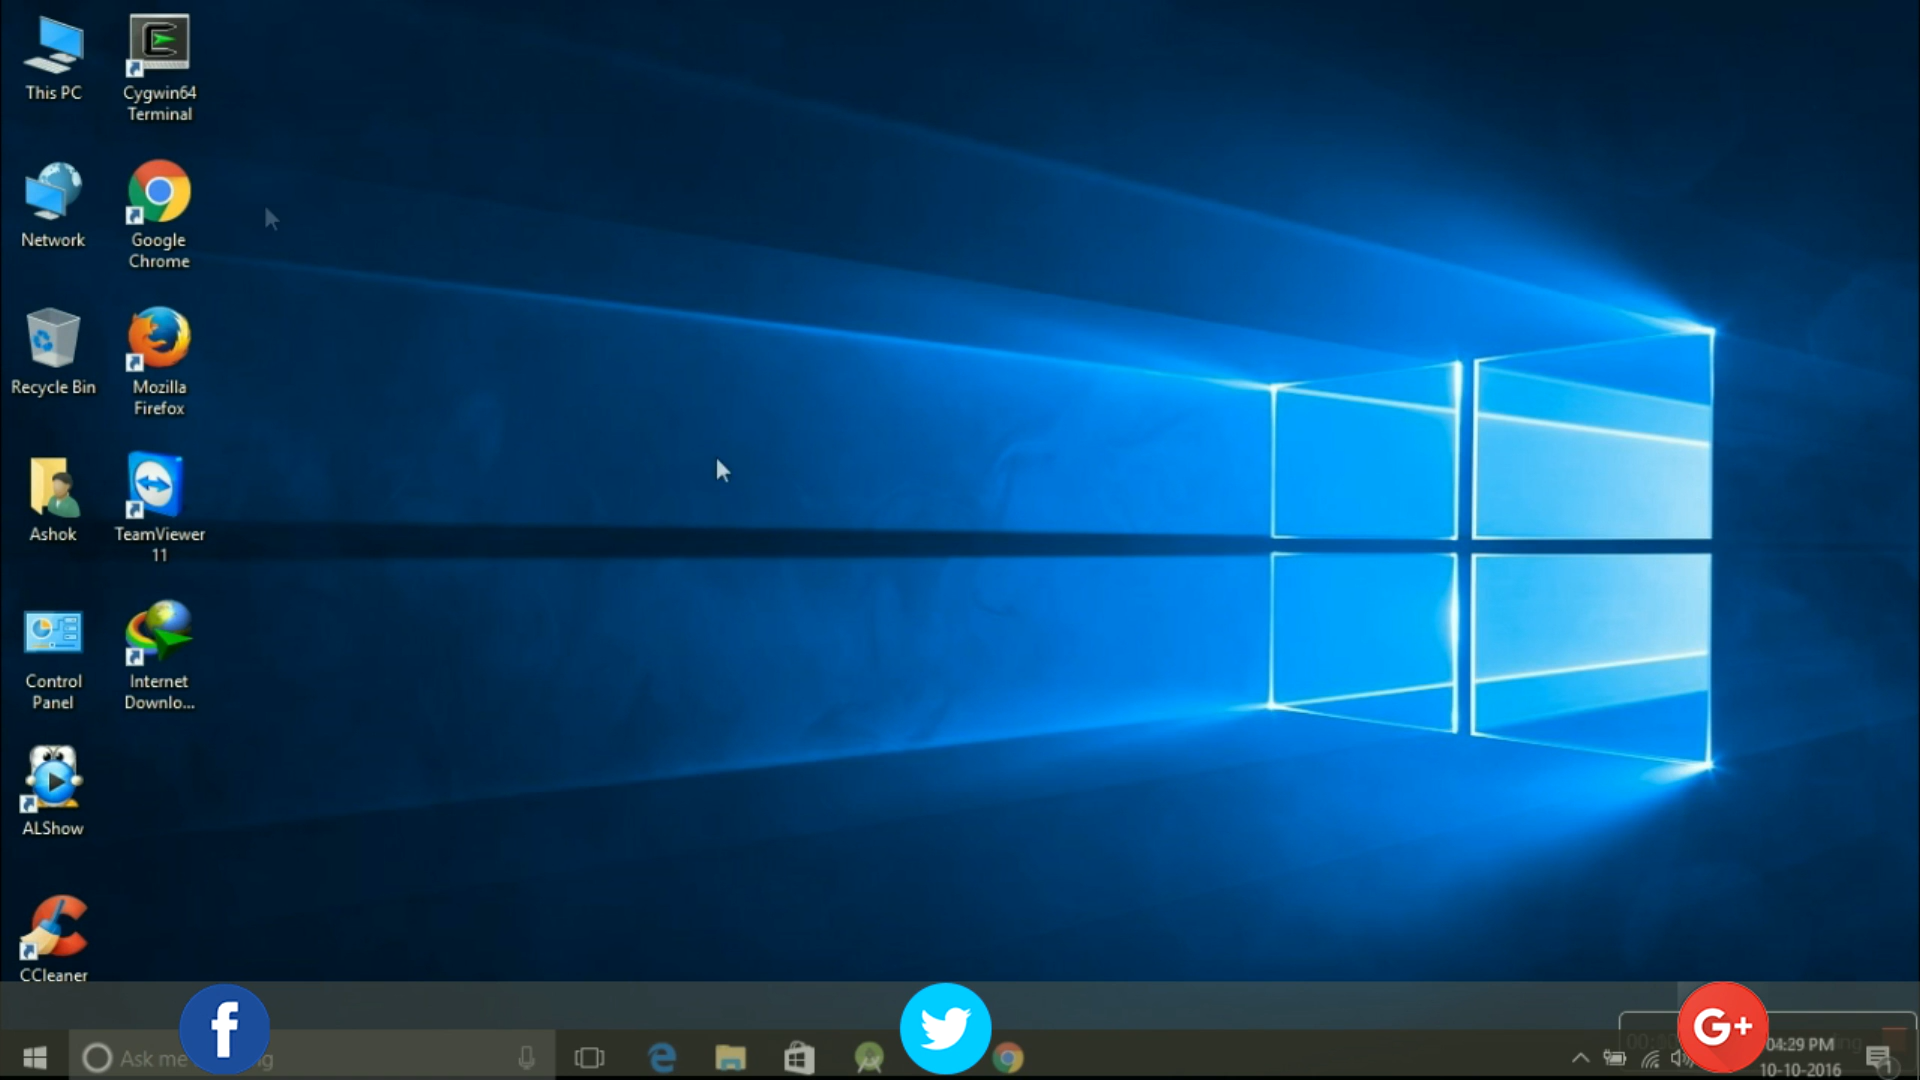 This PC
Cygwin64
Terminal
Network
Google
Chrome
Recycle Bin
Mozilla
Firefox
Ashok
TeamViewer
11
Control
Panel
Internet
Downlo...
ALShow
CCleaner
f
G+
Ask me
g
04:29 PM
10-10-2016
1